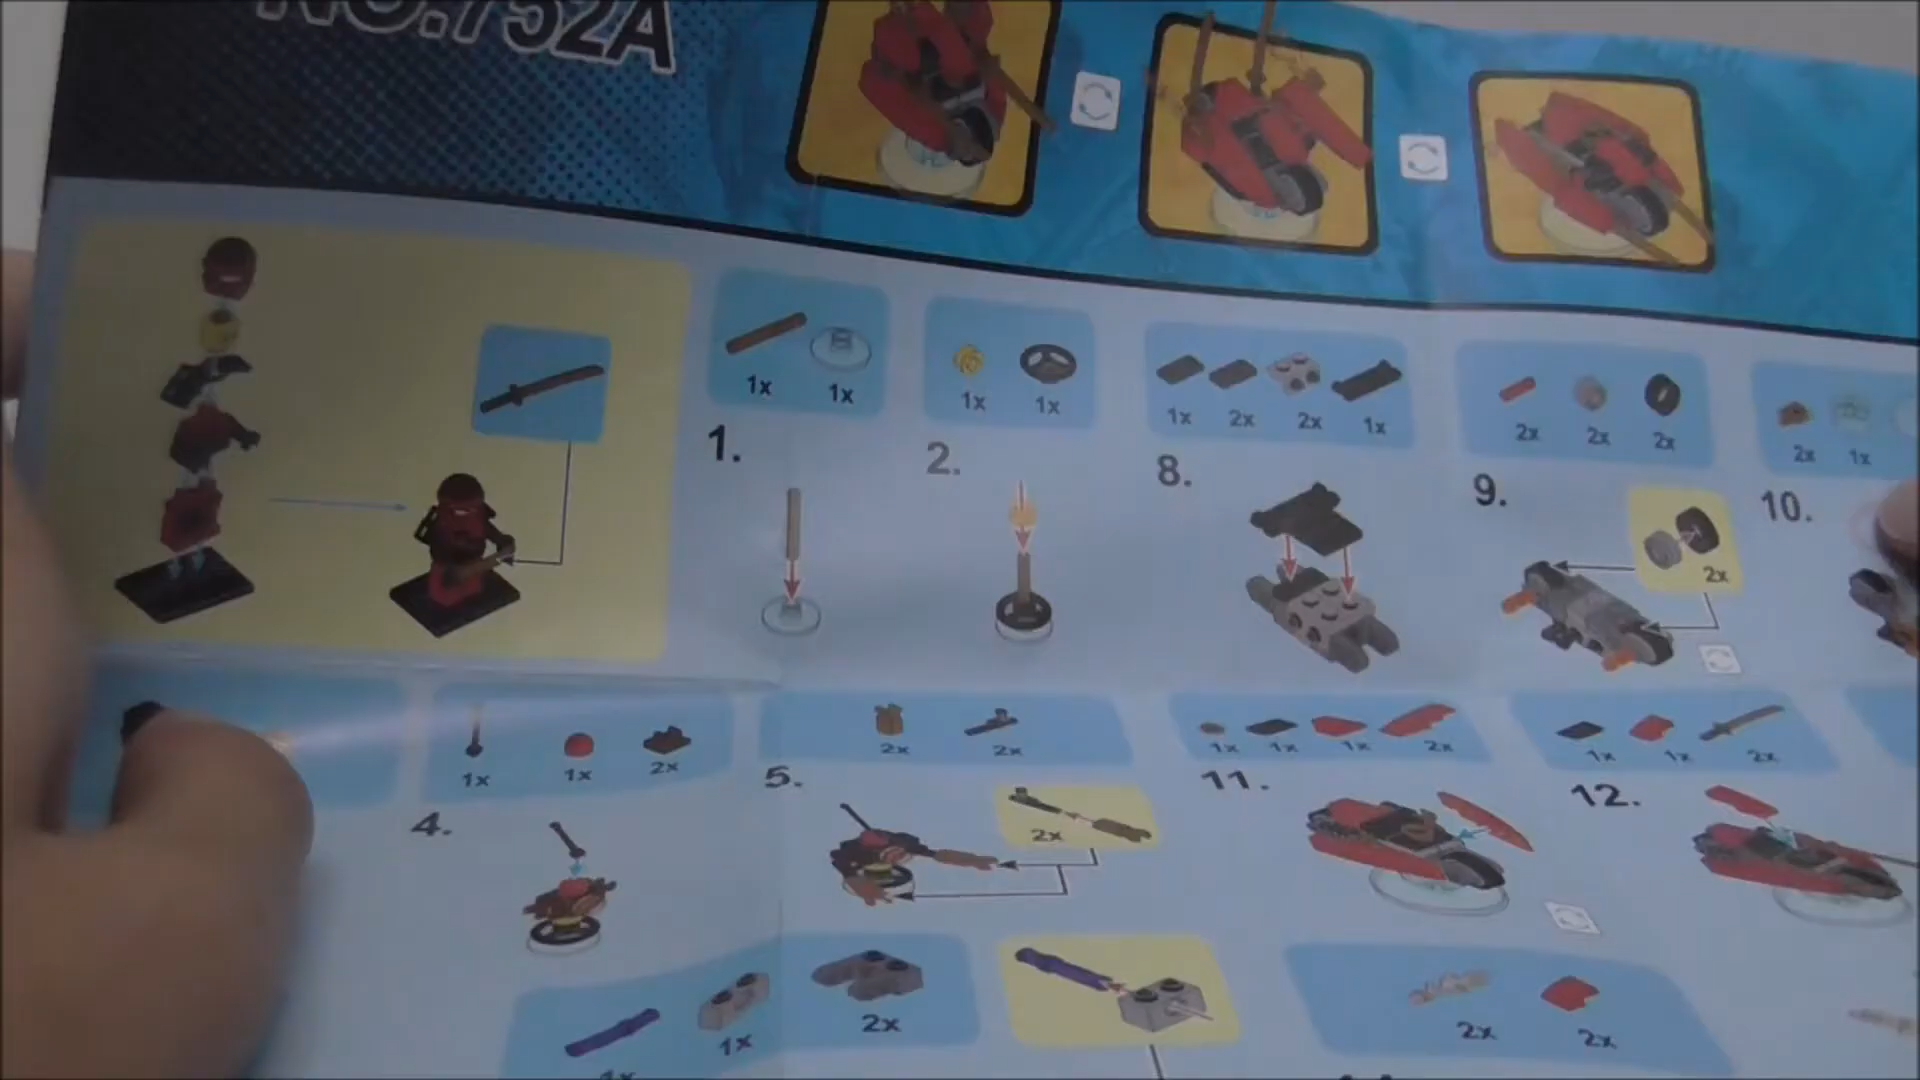 NO.752A
1x 1x
1x 1x
1x 2x 2x 1x
2x 2x 2x
2x 1x
1.
2.
8.
9.
10.
2x
1x 1x 2x
2x 2x
1x 1x 1x 2x
1x 1x 2x
4.
5.
11.
12.
2x
1x
2x
2x 2x
1x